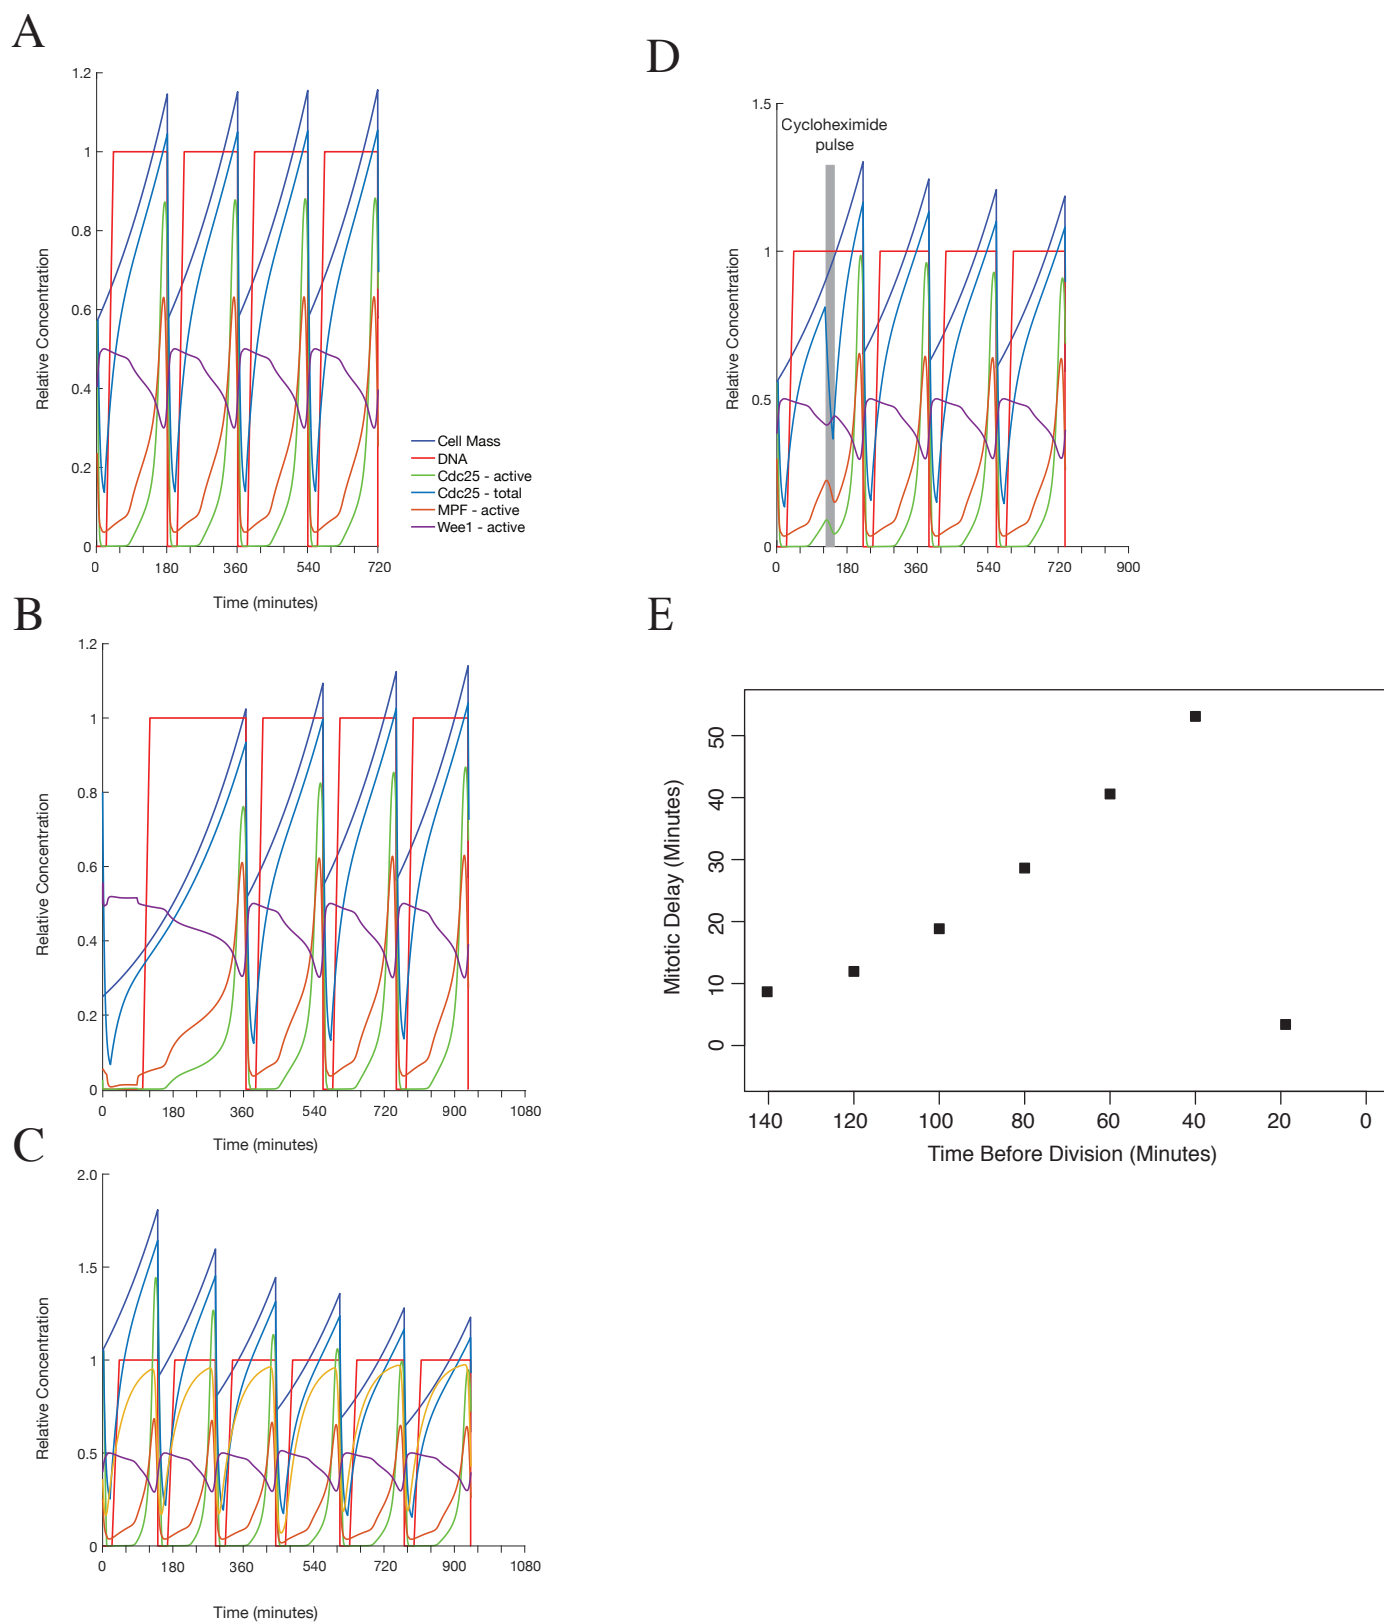 A
1.2
1
0.8
0.6
0.4
0.2
0
Relative Concentration
0 180 360 540 720
Time (minutes)
Cell Mass
DNA
Cdc25 - active
Cdc25 - total
MPF - active
Wee1 - active
B
1.2
1
0.8
0.6
0.4
0.2
0
Relative Concentration
0 180 360 540 720 900 1080
Time (minutes)
C
2.0
1.5
1
0.5
0
Relative Concentration
0 180 360 540 720 900 1080
Time (minutes)
D
1.5
1
0.5
0
Relative Concentration
Cycloheximide
pulse
0 180 360 540 720 900
E
50
40
30
20
10
0
Mitotic Delay (Minutes)
140 120 100 80 60 40 20 0
Time Before Division (Minutes)